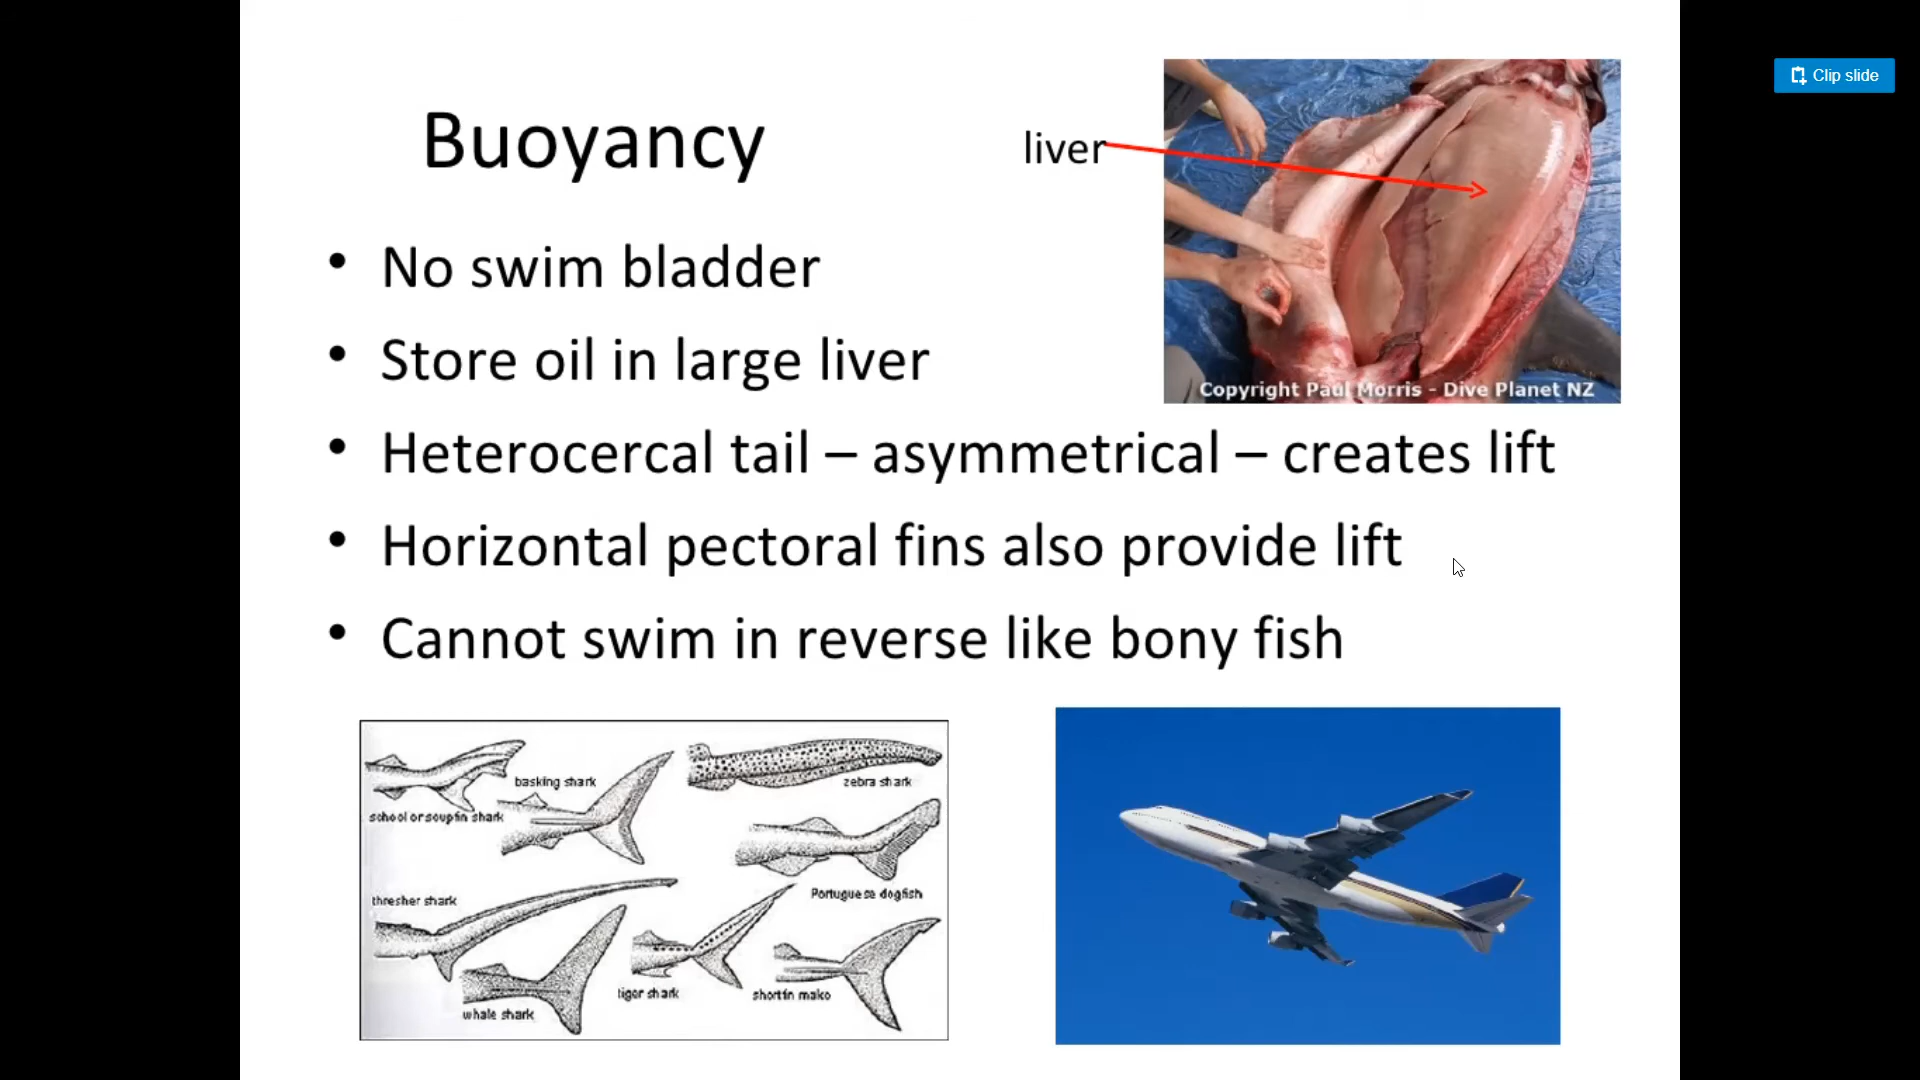 Clip slide
Buoyancy
liver
Copyright Paul Morris - Dive Planet NZ
• No swim bladder
• Store oil in large liver
• Heterocercal tail – asymmetrical – creates lift
• Horizontal pectoral fins also provide lift
• Cannot swim in reverse like bony fish
basking shark
zebra shark
school or soupfin shark
Portuguese dogfish
thresher shark
tiger shark
shortfin mako
whale shark